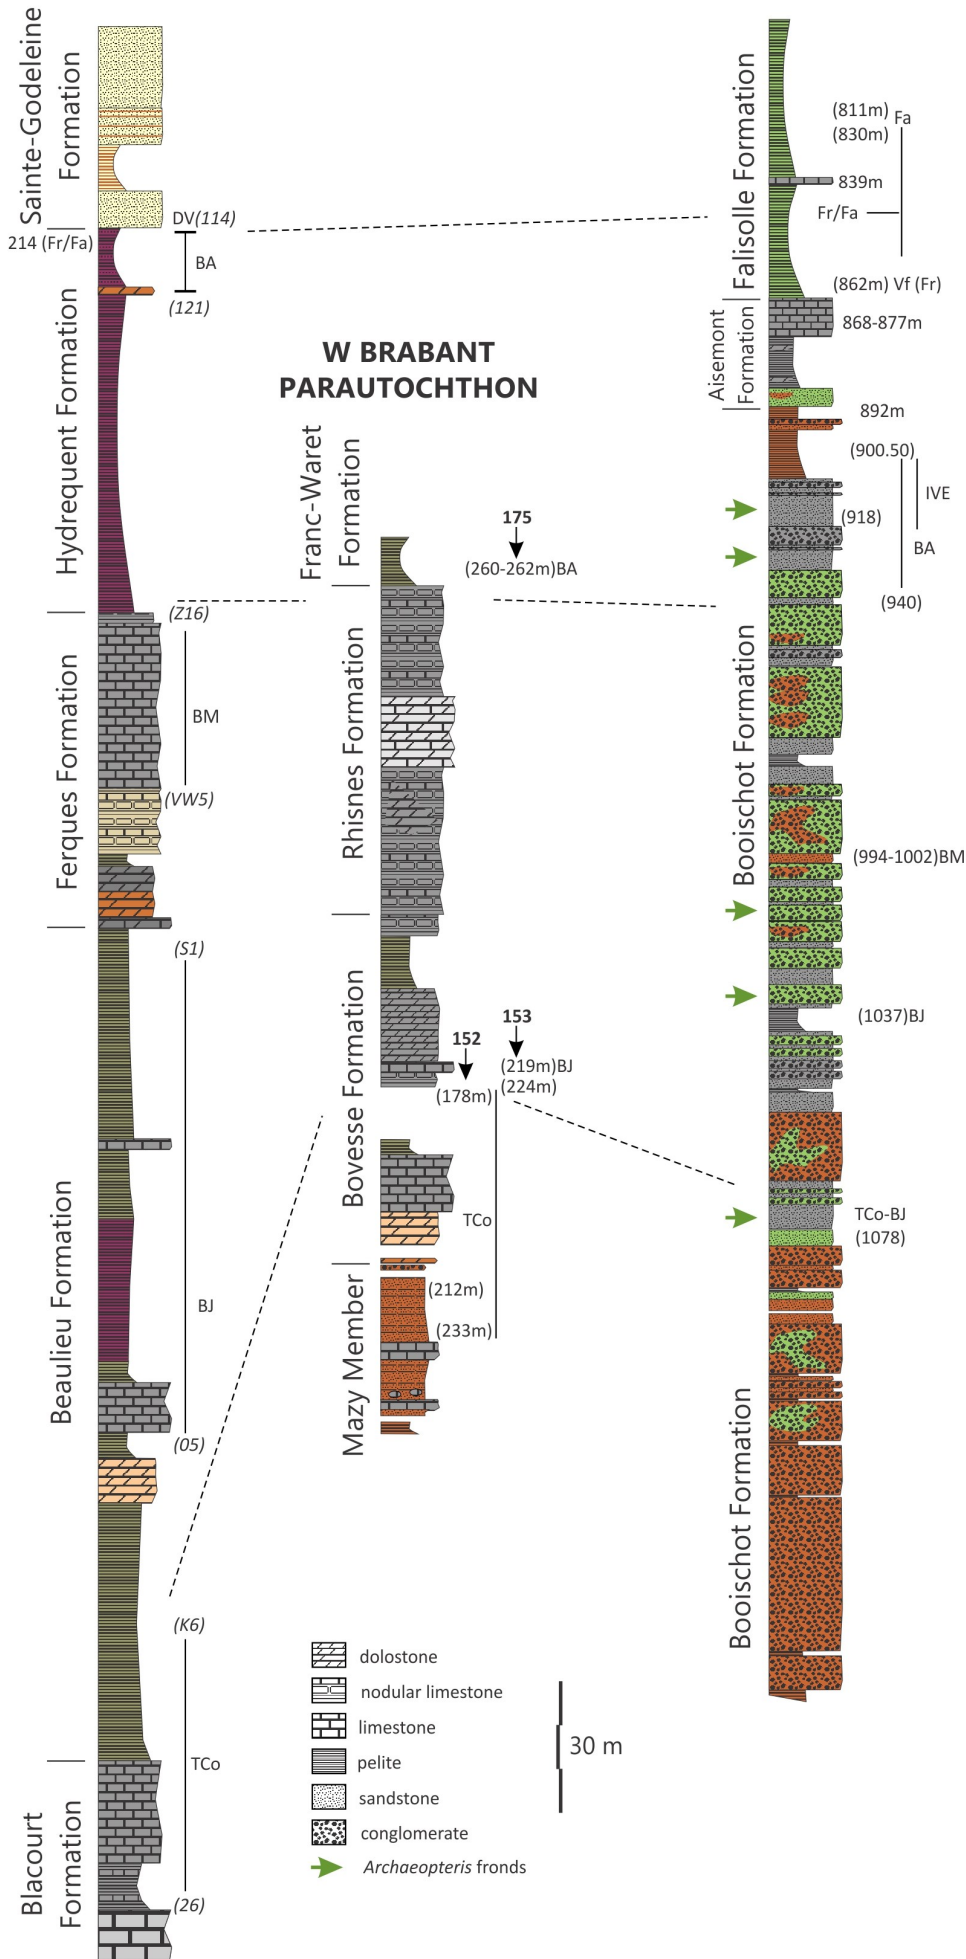 Sainte-Godeleine
Formation
DV(114)
214 (Fr/Fa)
BA
(121)
Hydrequent Formation
(Z16)
Ferques Formation
BM
(VW5)
(S1)
Beaulieu Formation
BJ
(05)
(K6)
TCo
Blacourt
Formation
(26)
W BRABANT
PARAUTOCHTHON
Franc-Waret
Formation
175
(260-262m)BA
Rhisnes Formation
Bovesse Formation
152
153
(219m)BJ
(224m)
(178m)
TCo
Mazy Member
(212m)
(233m)
Falisolle Formation
(811m)
Fa
(830m)
839m
Fr/Fa
(862m) Vf (Fr)
Aisemont
Formation
868-877m
892m
(900.50)
IVE
(918)
BA
(940)
Booischot Formation
(994-1002)BM
(1037)BJ
TCo-BJ
(1078)
Booischot Formation
dolostone
nodular limestone
limestone
pelite
sandstone
conglomerate
Archaeopteris fronds
30 m